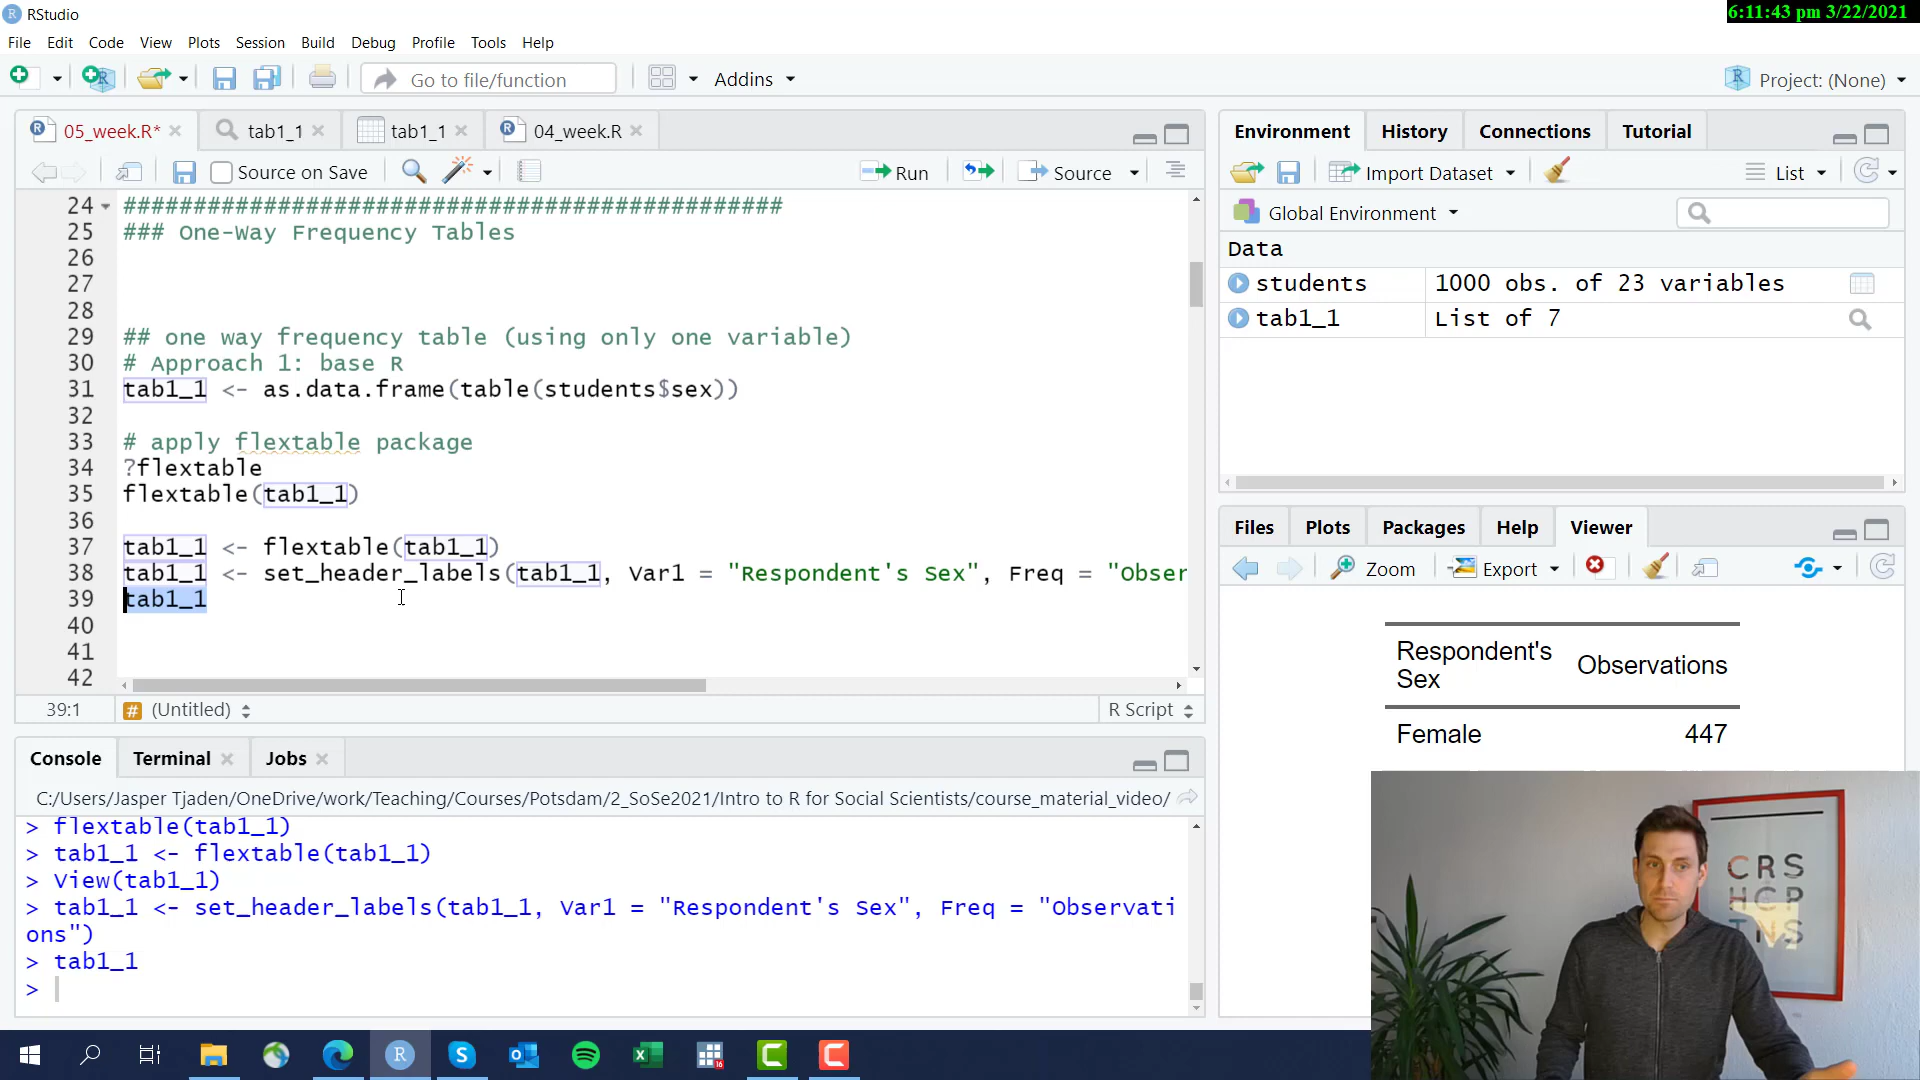 RStudio
6:11:43 pm 3/22/2021
File Edit Code View Plots Session Build Debug Profile Tools Help
Go to file/function
Addins
Project: (None)
05_week.R*
tab1_1
tab1_1
04_week.R
Source on Save
Run
Source
24 ###############################################
25 ### One-Way Frequency Tables
26
27
28
29 ## one way frequency table (using only one variable)
30 # Approach 1: base R
31 tab1_1 <- as.data.frame(table(students$sex))
32
33 # apply flextable package
34 ?flextable
35 flextable(tab1_1)
36
37 tab1_1 <- flextable(tab1_1)
38 tab1_1 <- set_header_labels(tab1_1, Var1 = "Respondent's Sex", Freq = "Obser
39 tab1_1
40
41
42
39:1
# (Untitled)
R Script
Console Terminal Jobs
C:/Users/Jasper Tjaden/OneDrive/work/Teaching/Courses/Potsdam/2_SoSe2021/Intro to R for Social Scientists/course_material_video/
> flextable(tab1_1)
> tab1_1 <- flextable(tab1_1)
> View(tab1_1)
> tab1_1 <- set_header_labels(tab1_1, Var1 = "Respondent's Sex", Freq = "Observati
ons")
> tab1_1
>
Environment History Connections Tutorial
Import Dataset
List
Global Environment
Data
students 1000 obs. of 23 variables
tab1_1 List of 7
Files Plots Packages Help Viewer
Zoom
Export
Respondent's
Sex
Observations
Female 447
CRS
HCP
TNS